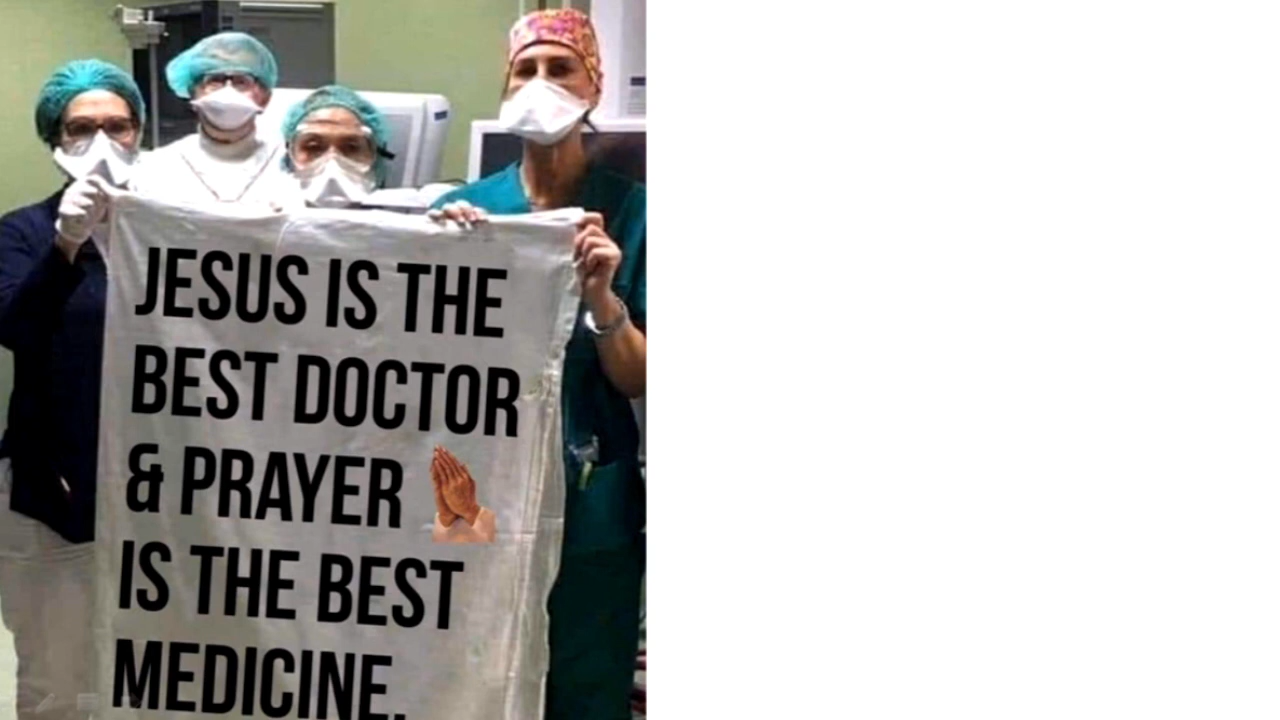 JESUS IS THE
BEST DOCTOR
& PRAYER 🙏
IS THE BEST
MEDICINE.